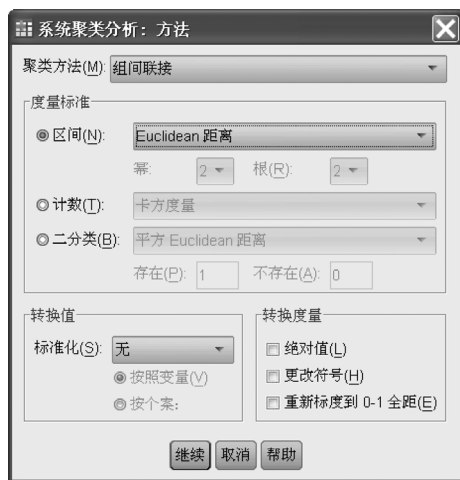 系统聚类分析：方法
聚类方法(M): 组间联接
度量标准
区间(N): Euclidean 距离
幂: 2 根(R): 2
计数(T): 卡方度量
二分类(B): 平方 Euclidean 距离
存在(P): 1 不存在(A): 0
转换值
标准化(S): 无
按照变量(V)
按个案:
转换度量
绝对值(L)
更改符号(H)
重新标度到 0-1 全距(E)
继续 取消 帮助